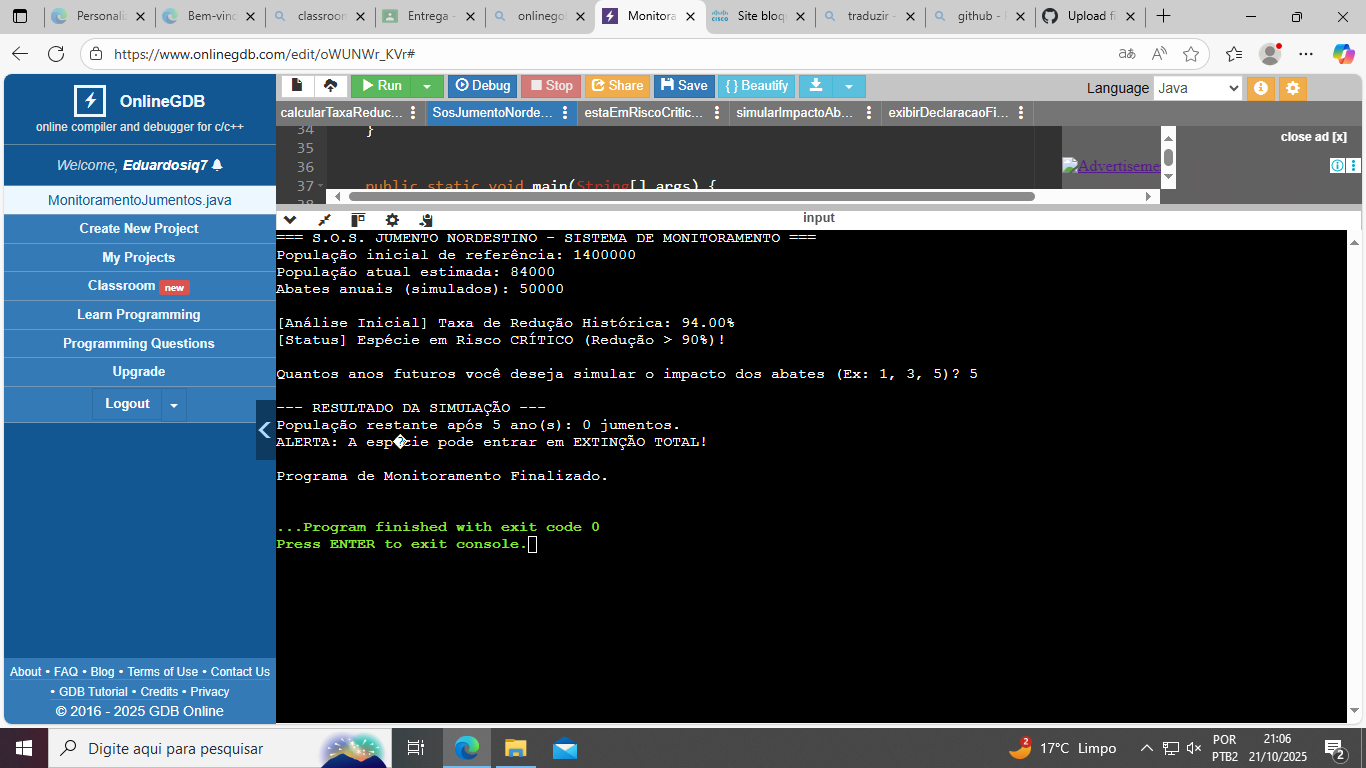 Personaliz
Bem-vind
classroom
Entrega -
onlinegd
Monitora
Site bloqu
traduzir -
github - 
Upload fi
https://www.onlinegdb.com/edit/oWUNWr_KVr#
OnlineGDB
online compiler and debugger for c/c++
Welcome, Eduardosiq7
MonitoramentoJumentos.java
Create New Project
My Projects
Classroom new
Learn Programming
Programming Questions
Upgrade
Logout
About • FAQ • Blog • Terms of Use • Contact Us
• GDB Tutorial • Credits • Privacy
© 2016 - 2025 GDB Online
Run Debug Stop Share Save { } Beautify
Language Java
calcularTaxaReduc... SosJumentoNorde... estaEmRiscoCritic... simularImpactoAb... exibirDeclaracaoFi...
34 }
35
36
37 public static void main(String[] args) {
38
close ad [x]
Advertisemen
input
=== S.O.S. JUMENTO NORDESTINO - SISTEMA DE MONITORAMENTO ===
População inicial de referência: 1400000
População atual estimada: 84000
Abates anuais (simulados): 50000
[Análise Inicial] Taxa de Redução Histórica: 94.00%
[Status] Espécie em Risco CRÍTICO (Redução > 90%)!
Quantos anos futuros você deseja simular o impacto dos abates (Ex: 1, 3, 5)? 5
--- RESULTADO DA SIMULAÇÃO ---
População restante após 5 ano(s): 0 jumentos.
ALERTA: A esp�cie pode entrar em EXTINÇÃO TOTAL!
Programa de Monitoramento Finalizado.
...Program finished with exit code 0
Press ENTER to exit console.
Digite aqui para pesquisar
2
17°C Limpo
POR
PTB2
21:06
21/10/2025
2